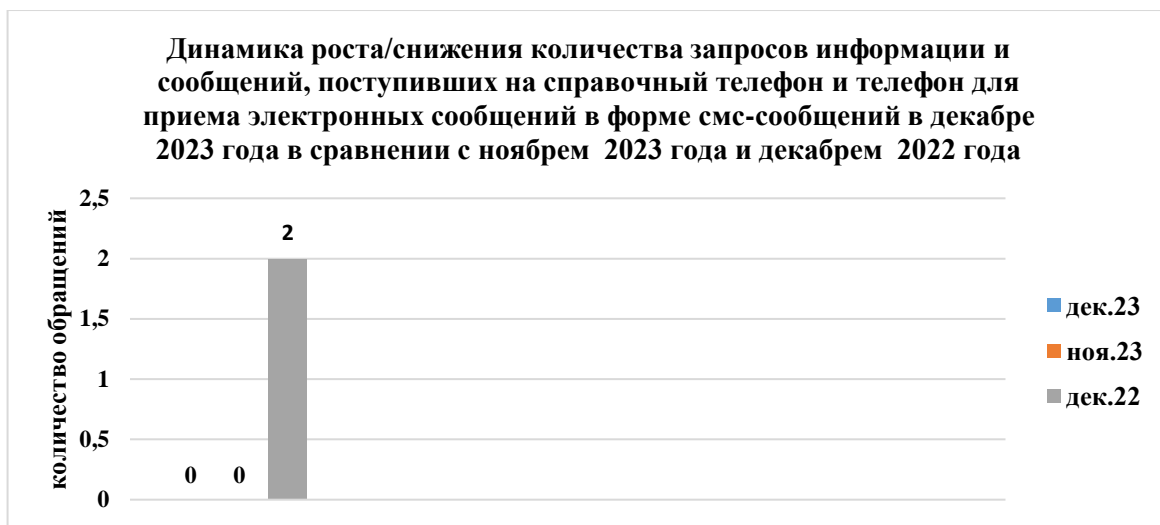 Динамика роста/снижения количества запросов информации и
сообщений, поступивших на справочный телефон и телефон для
приема электронных сообщений в форме смс-сообщений в декабре
2023 года в сравнении с ноябрем 2023 года и декабрем 2022 года
количество обращений
2,5
2
1,5
1
0,5
0
0
0
2
дек.23
ноя.23
дек.22